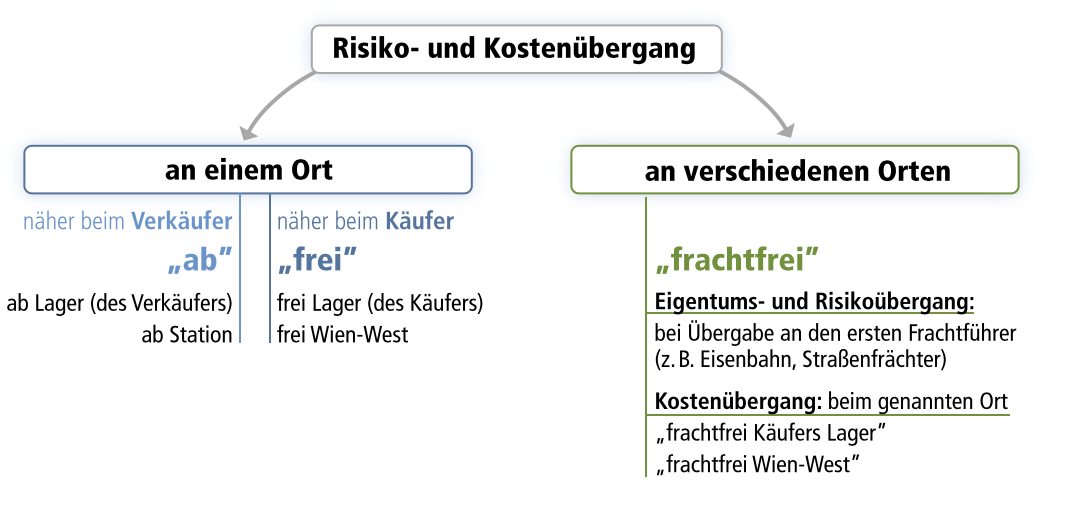 Risiko- und Kostenübergang
an einem Ort
näher beim Verkäufer
„ab”
ab Lager (des Verkäufers)
ab Station
näher beim Käufer
„frei”
frei Lager (des Käufers)
frei Wien-West
an verschiedenen Orten
„frachtfrei”
Eigentums- und Risikoübergang:
bei Übergabe an den ersten Frachtführer
(z. B. Eisenbahn, Straßenfrächter)
Kostenübergang: beim genannten Ort
„frachtfrei Käufers Lager”
„frachtfrei Wien-West”